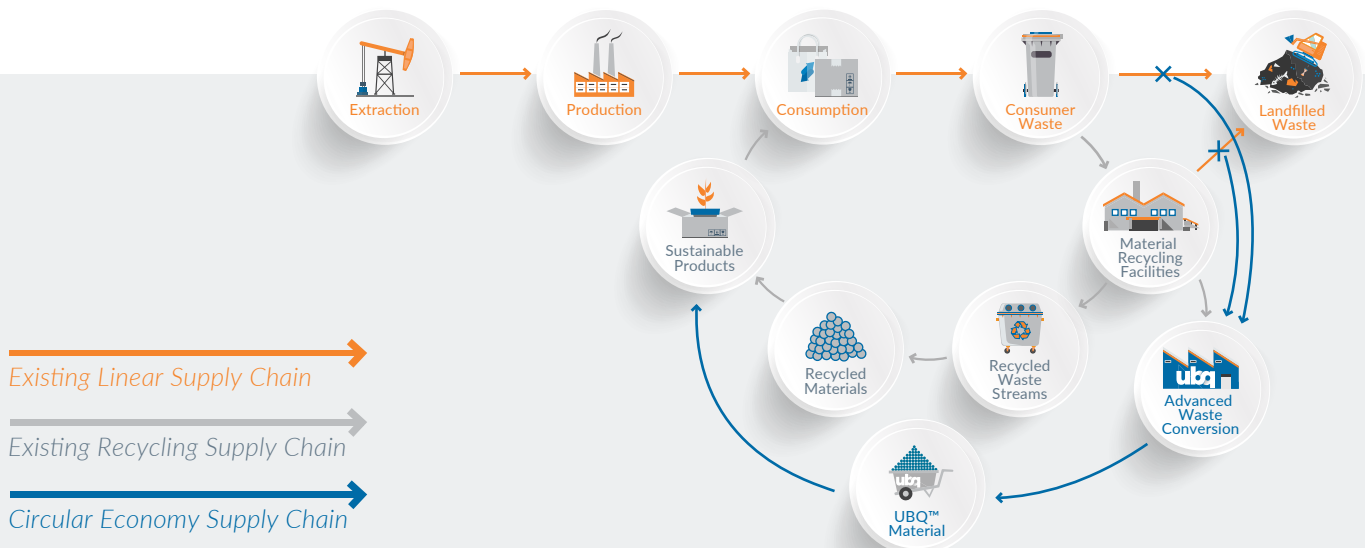 Extraction
Production
Consumption
Consumer
Waste
Landfilled
Waste
Sustainable
Products
Material
Recycling
Facilities
Recycled
Materials
Recycled
Waste
Streams
ubq
Advanced
Waste
Conversion
ubq
UBQ™
Material
Existing Linear Supply Chain
Existing Recycling Supply Chain
Circular Economy Supply Chain